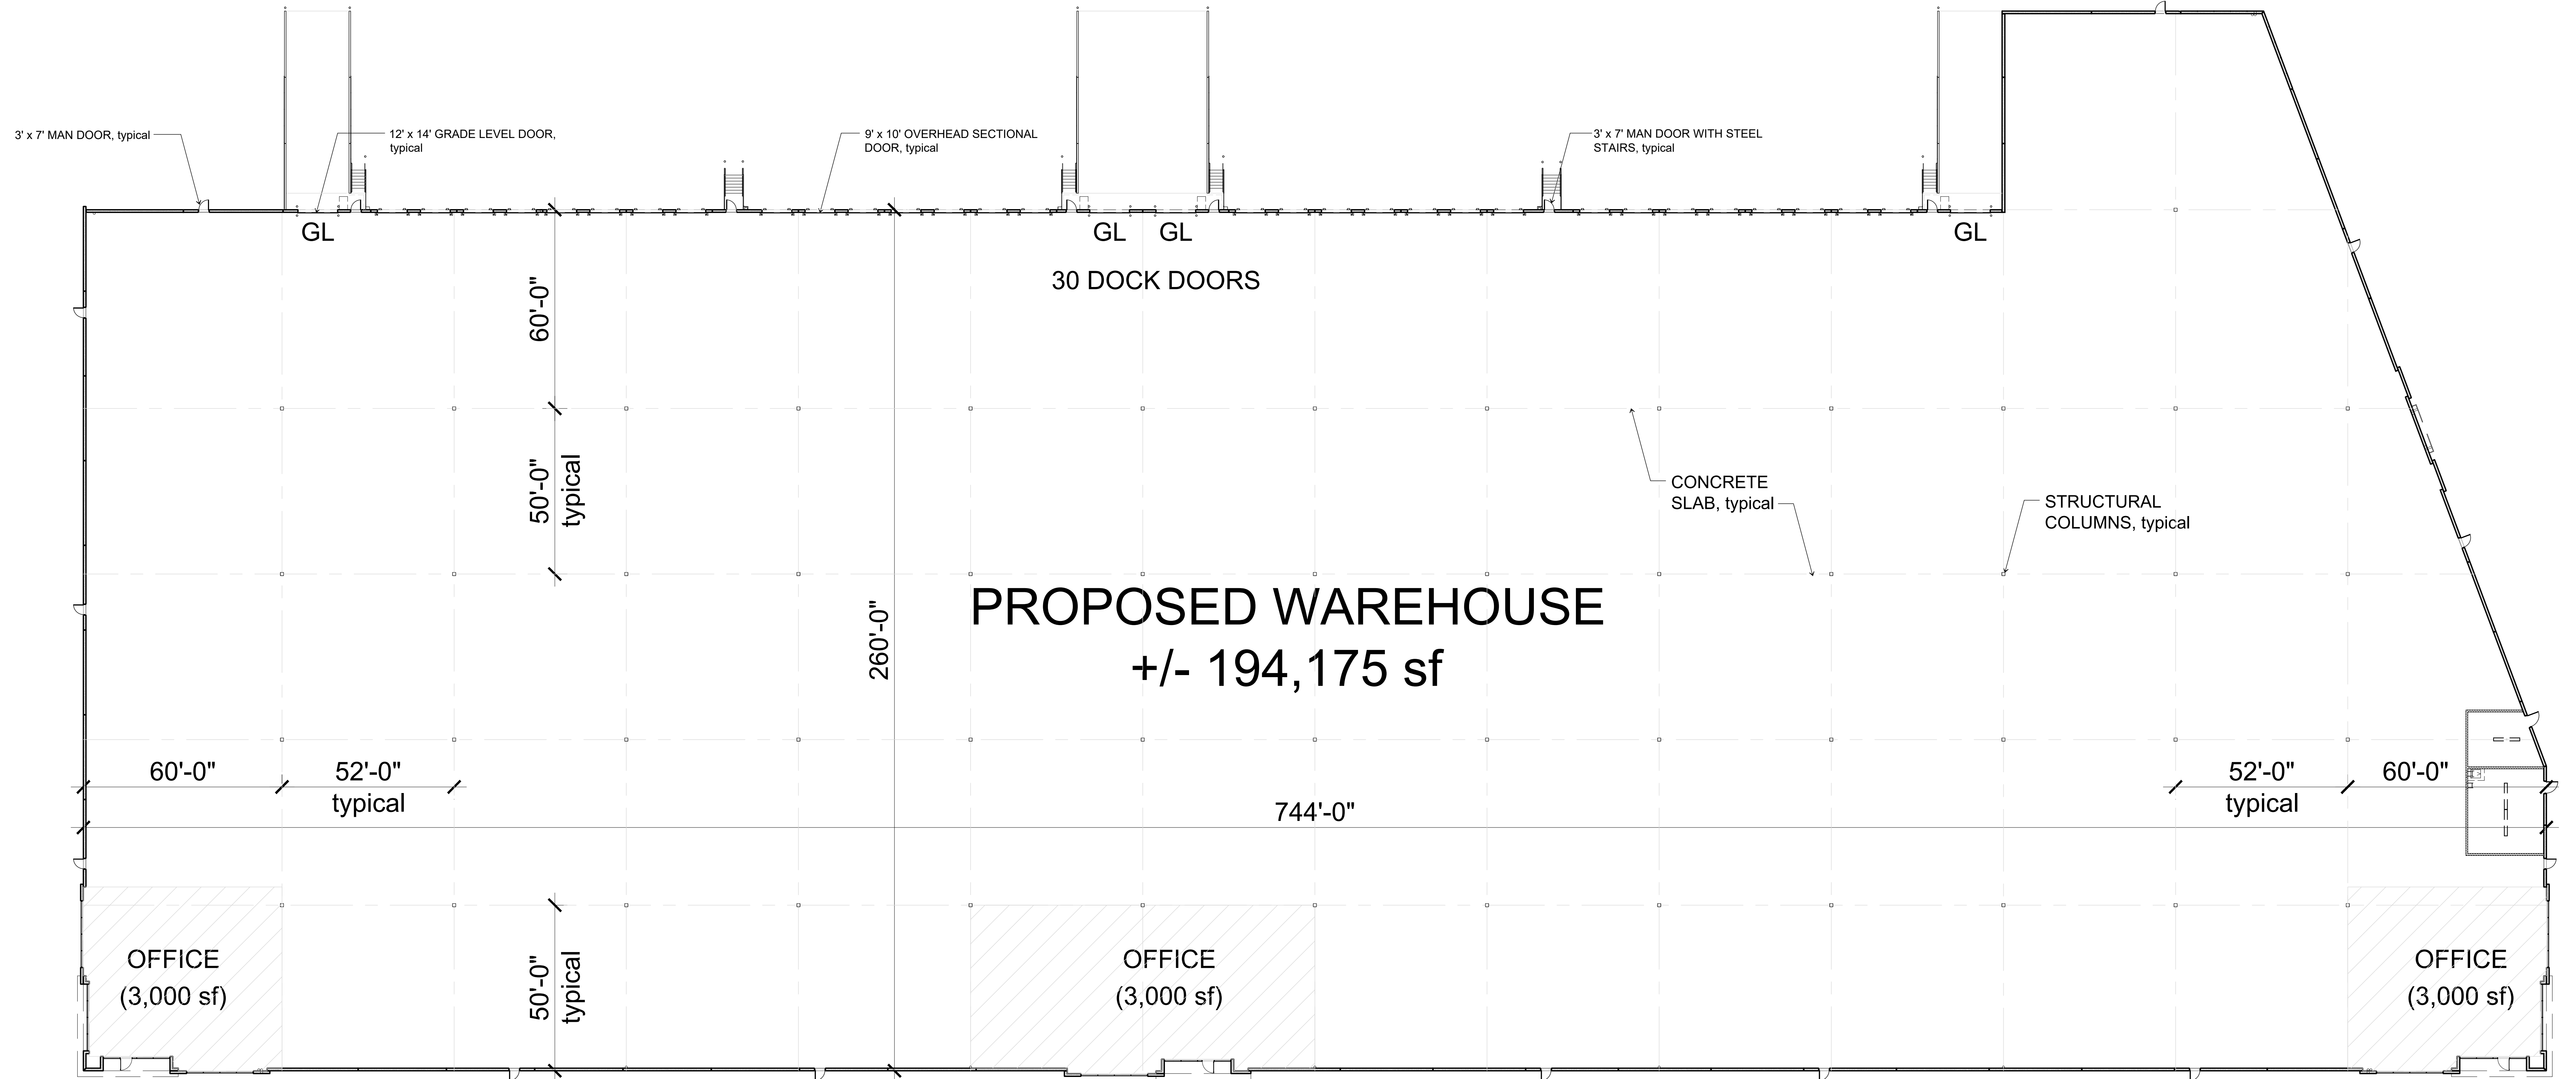 3' x 7' MAN DOOR, typical
12' x 14' GRADE LEVEL DOOR,
typical
9' x 10' OVERHEAD SECTIONAL
DOOR, typical
3' x 7' MAN DOOR WITH STEEL
STAIRS, typical
GL
GL
GL
GL
30 DOCK DOORS
60'-0"
50'-0"
typical
CONCRETE
SLAB, typical
STRUCTURAL
COLUMNS, typical
PROPOSED WAREHOUSE
+/- 194,175 sf
260'-0"
60'-0"
52'-0"
typical
52'-0"
typical
60'-0"
744'-0"
OFFICE
(3,000 sf)
50'-0"
typical
OFFICE
(3,000 sf)
OFFICE
(3,000 sf)